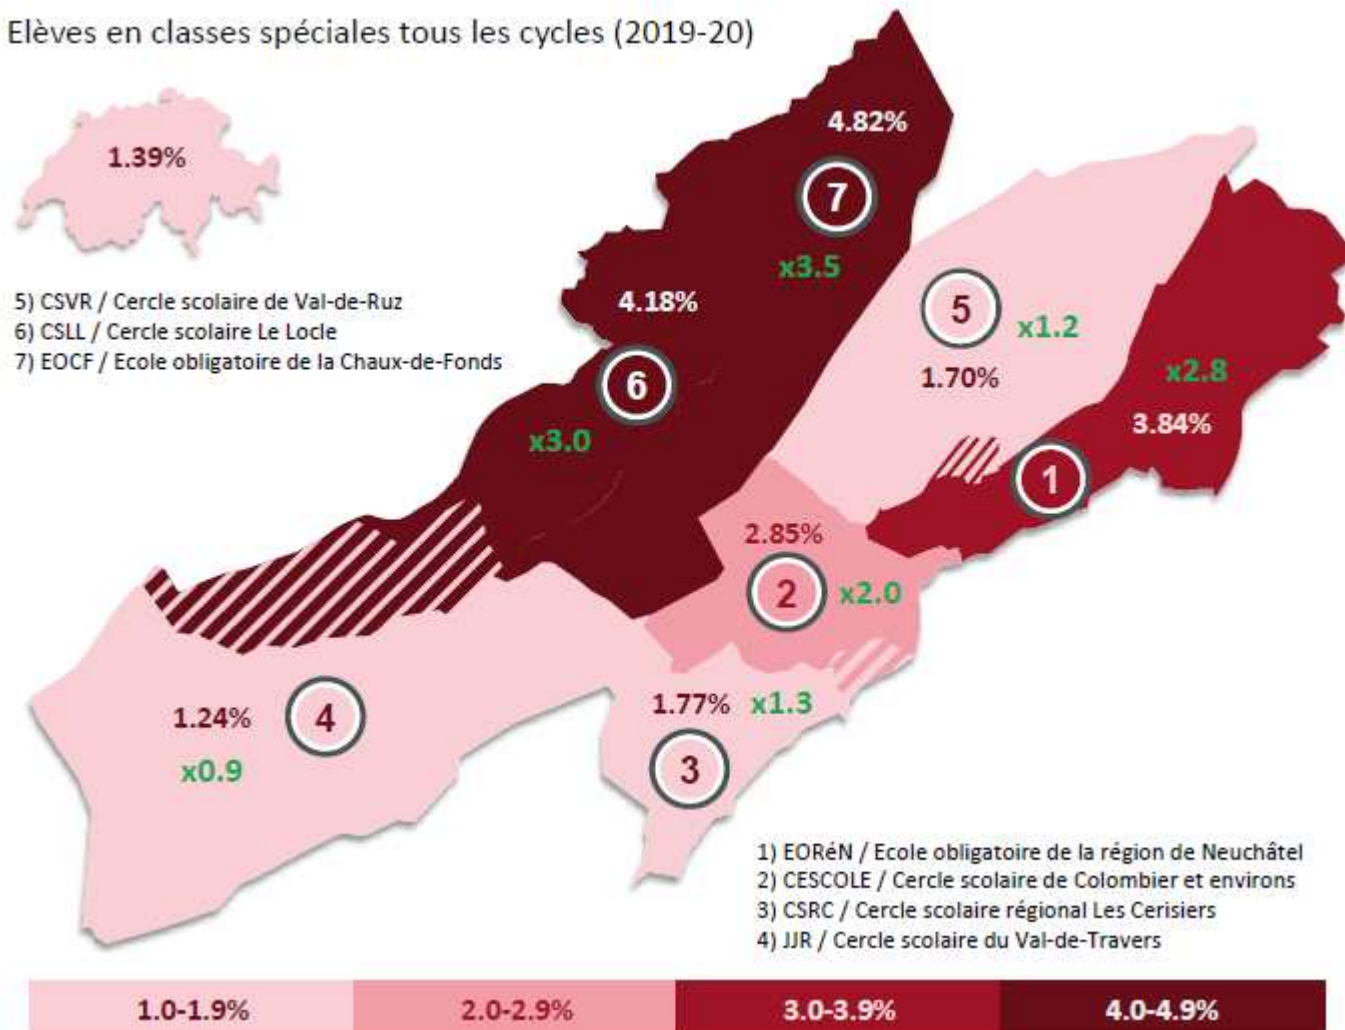 Elèves en classes spéciales tous les cycles (2019-20)
1.39%
4.82%
7
x3.5
5) CSVR / Cercle scolaire de Val-de-Ruz
6) CSLL / Cercle scolaire Le Locle
7) EOCF / Ecole obligatoire de la Chaux-de-Fonds
4.18%
6
x3.0
5
x1.2
1.70%
x2.8
3.84%
1
2.85%
2
x2.0
1.24%
4
x0.9
1.77%
x1.3
3
1) EORéN / Ecole obligatoire de la région de Neuchâtel
2) CESCOLE / Cercle scolaire de Colombier et environs
3) CSRC / Cercle scolaire régional Les Cerisiers
4) JJR / Cercle scolaire du Val-de-Travers
1.0-1.9%
2.0-2.9%
3.0-3.9%
4.0-4.9%